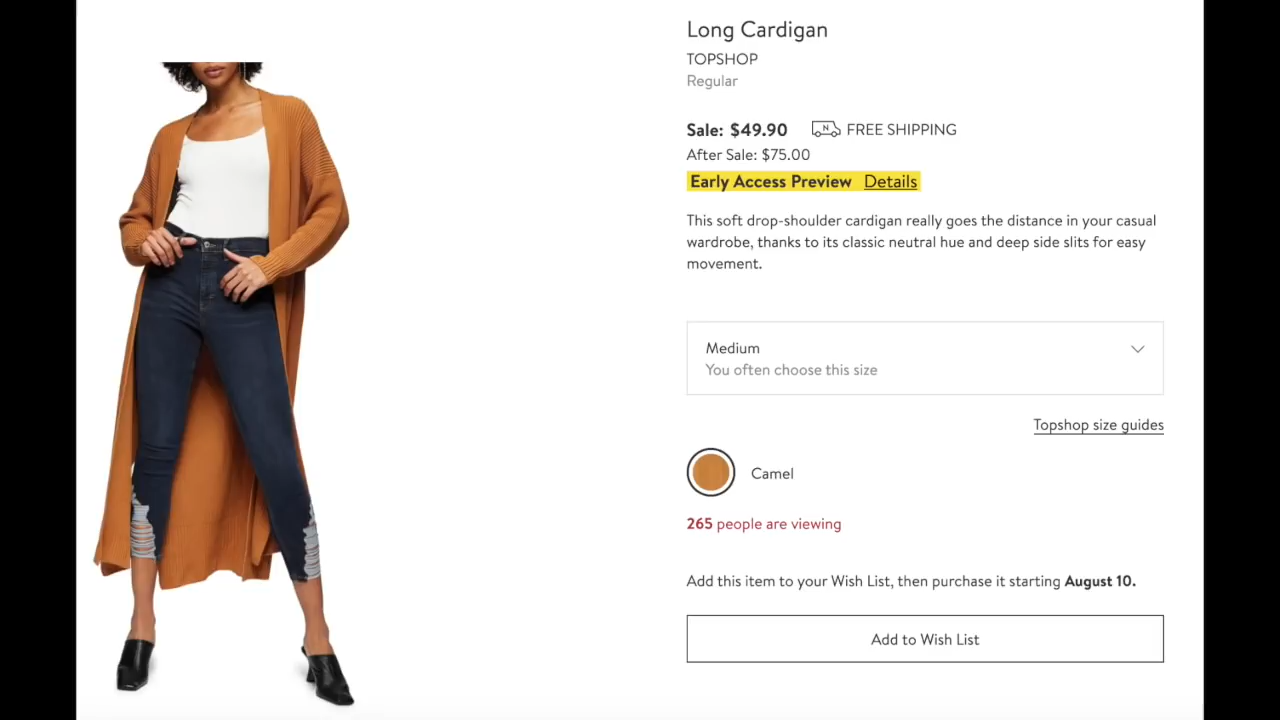 Long Cardigan
TOPSHOP
Regular
Sale: $49.90 N FREE SHIPPING
After Sale: $75.00
Early Access Preview Details
This soft drop-shoulder cardigan really goes the distance in your casual
wardrobe, thanks to its classic neutral hue and deep side slits for easy
movement.
Medium
You often choose this size
Topshop size guides
Camel
265 people are viewing
Add this item to your Wish List, then purchase it starting August 10.
Add to Wish List